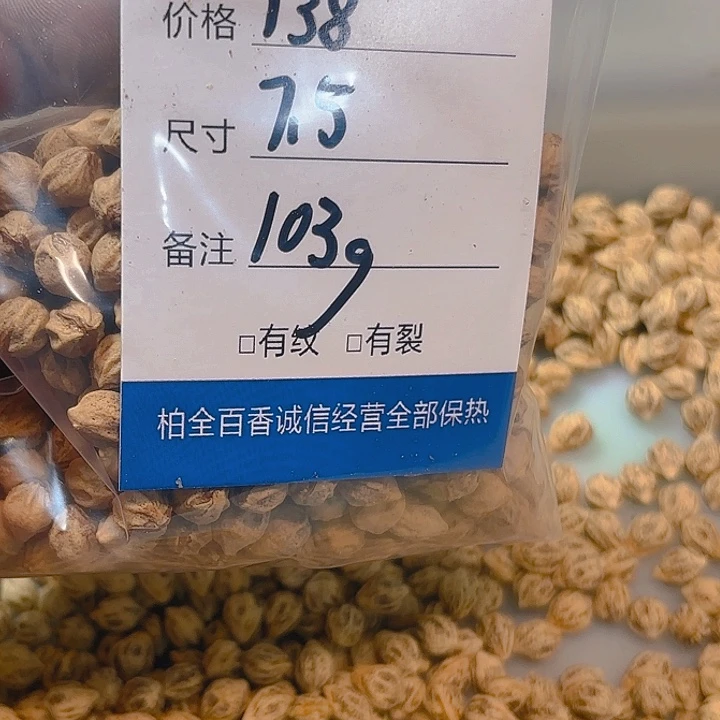 价格 138
尺寸 7.5
备注 103g
□有纹 □有裂
柏全百香诚信经营全部保热